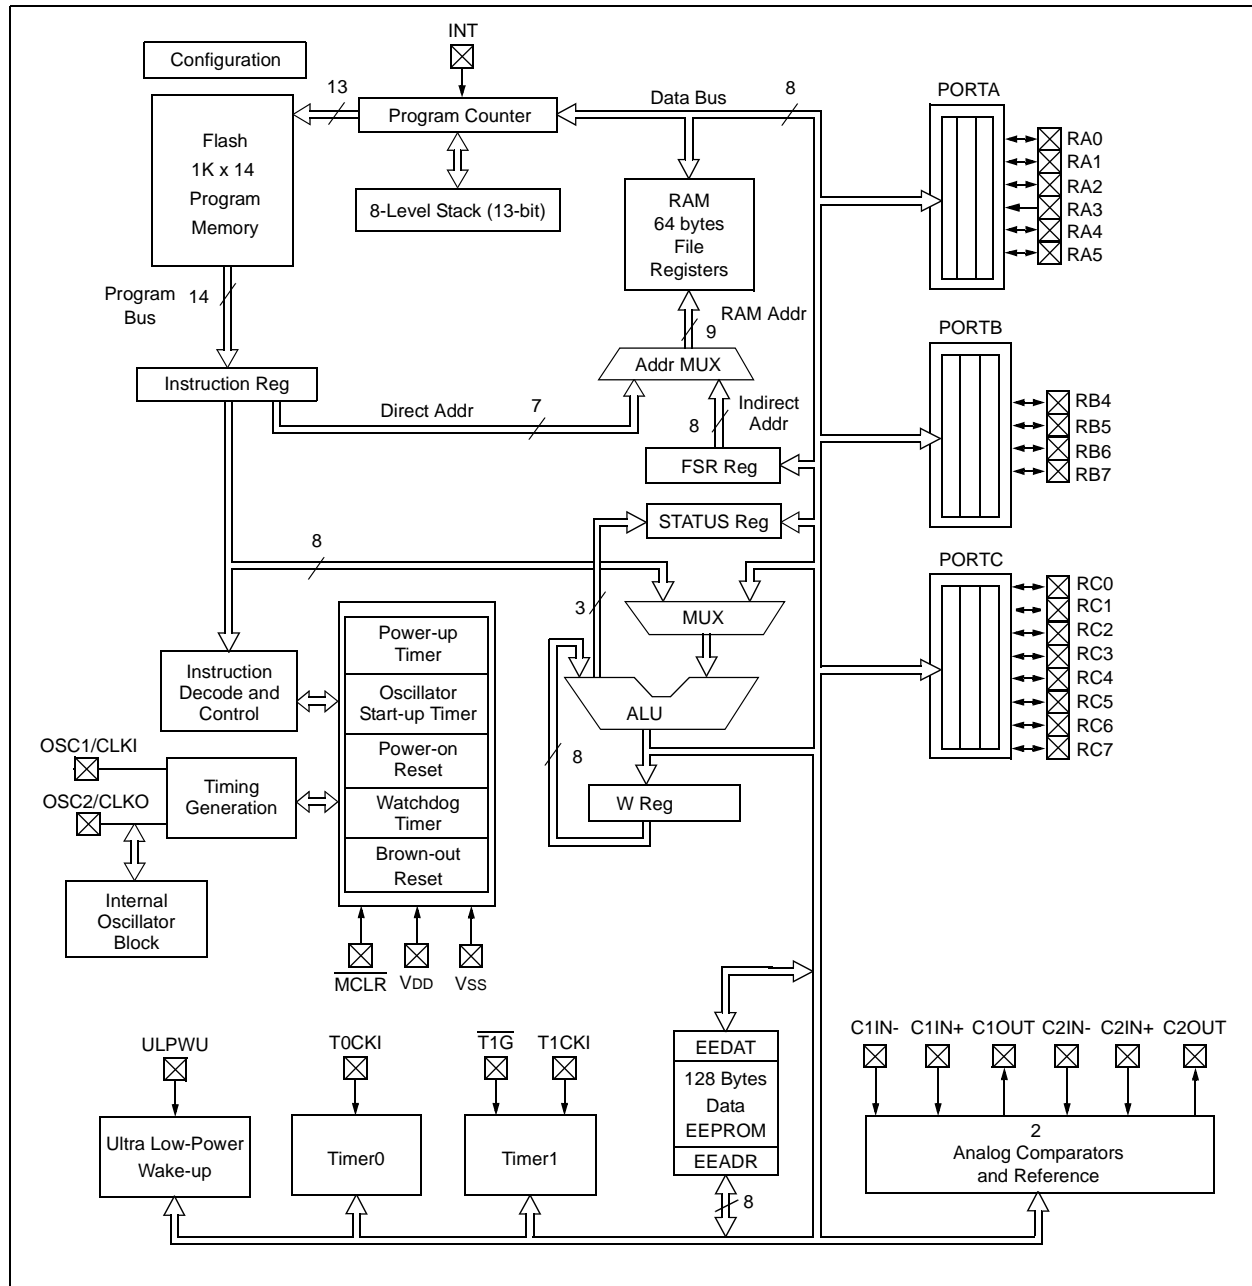 INT
Configuration
13
Data Bus
8
PORTA
Program Counter
Flash
1K x 14
Program
Memory
8-Level Stack (13-bit)
RAM
64 bytes
File
Registers
RA0
RA1
RA2
RA3
RA4
RA5
Program
Bus
14
RAM Addr
9
PORTB
Addr MUX
Instruction Reg
Direct Addr
7
Indirect
Addr
8
FSR Reg
RB4
RB5
RB6
RB7
STATUS Reg
8
3
MUX
PORTC
RC0
RC1
RC2
RC3
RC4
RC5
RC6
RC7
Power-up
Timer
Instruction
Decode and
Control
Oscillator
Start-up Timer
ALU
OSC1/CLKI
Power-on
Reset
8
Timing
Generation
OSC2/CLKO
Watchdog
Timer
W Reg
Brown-out
Reset
Internal
Oscillator
Block
MCLR
VDD
VSS
ULPWU
T0CKI
T1G
T1CKI
EEDAT
128 Bytes
Data
EEPROM
EEADR
8
C1IN-
C1IN+
C1OUT
C2IN-
C2IN+
C2OUT
Ultra Low-Power
Wake-up
Timer0
Timer1
2
Analog Comparators
and Reference